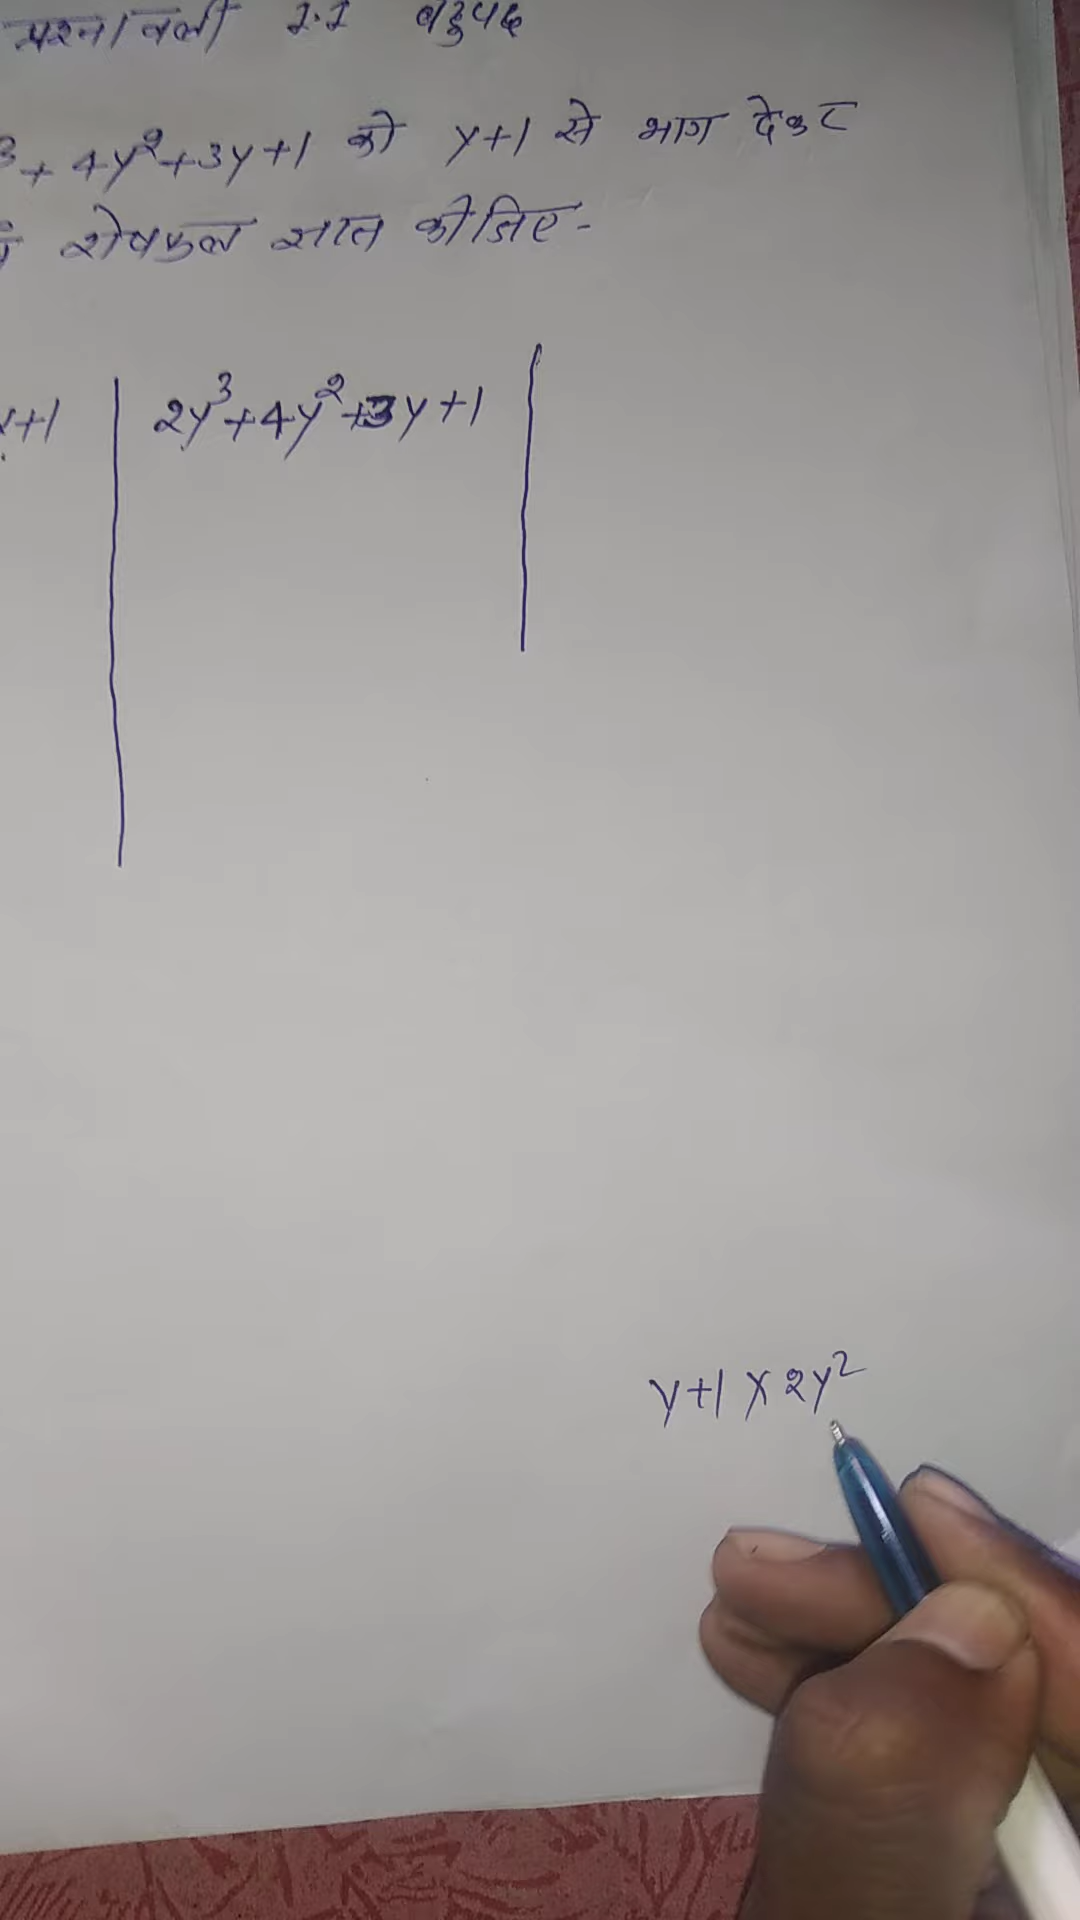 प्रश्नावली 2.2 बहुपद
3 + 4y² + 3y + 1 को y+1 से भाग देकर
शेषफल ज्ञात कीजिए -
+1 | 2y³ + 4y² + 3y + 1 |
y+1 X 2y²